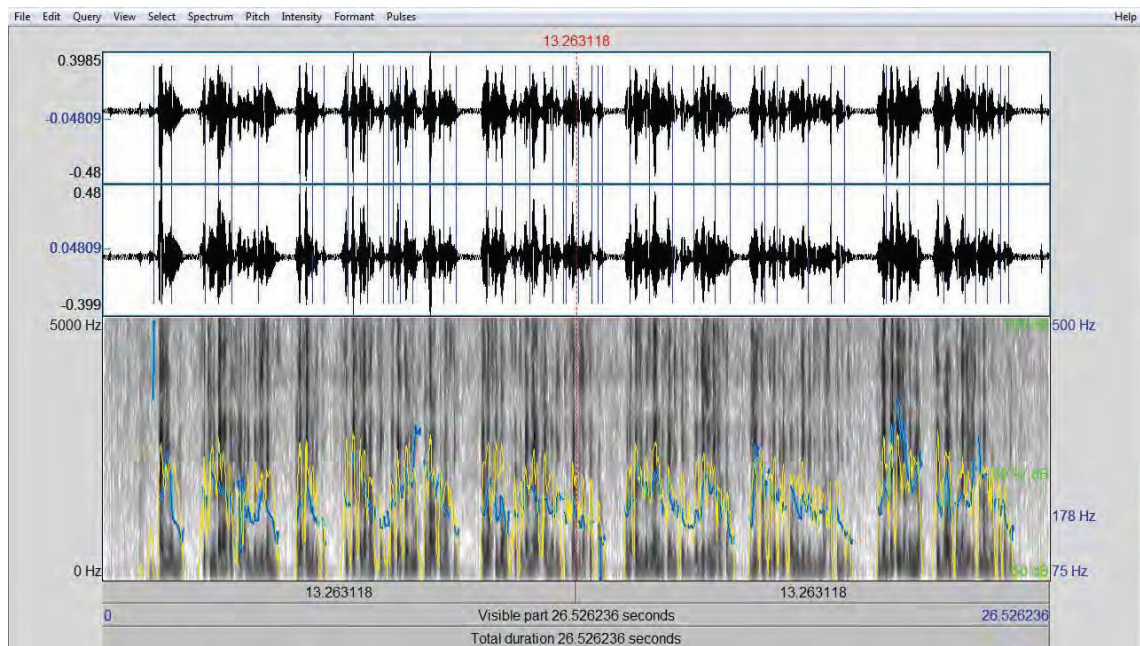 File Edit Query View Select Spectrum Pitch Intensity Formant Pulses Help
13.263118
0.3985
-0.04809
-0.48
0.48
0.04809
-0.399
5000 Hz 500 Hz
178 Hz
0 Hz 75 Hz
13.263118 13.263118
0 Visible part 26.526236 seconds 26.526236
Total duration 26.526236 seconds